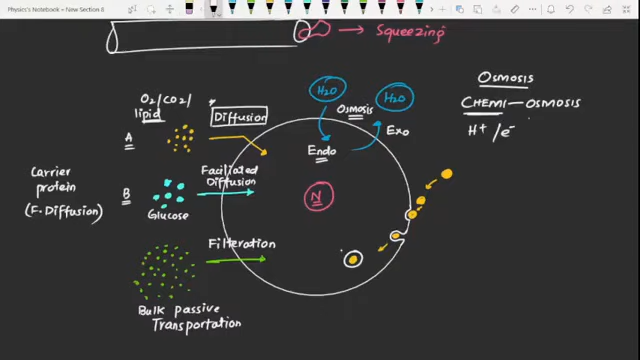 Physics's Notebook » New Section 6
Squeezing
O2/CO2/
lipid
A
Diffusion
H2O
H2O
Osmosis
Endo
Exo
Osmosis
CHEMI-OSMOSIS
H+/e-
Carrier
protein
(F. Diffusion)
B
Glucose
Faciliated
Diffusion
N
Filteration
Bulk Passive
Transportation